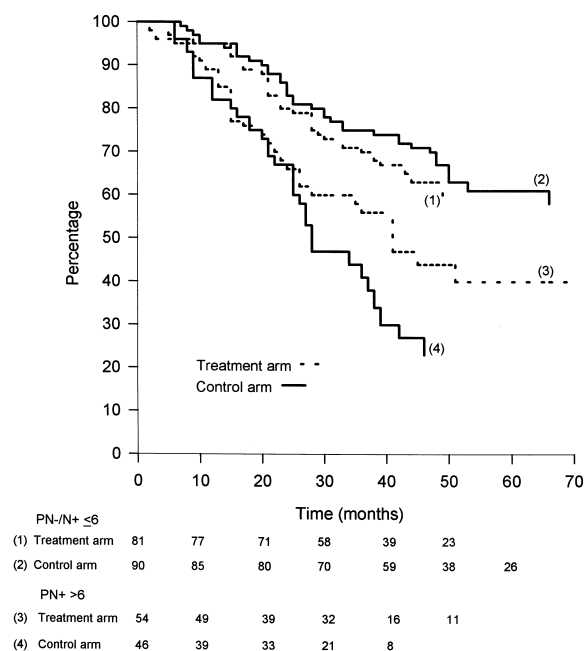 100
90
80
70
60
50
40
30
20
10
0
Percentage
(1)
(2)
(3)
(4)
Treatment arm
Control arm
0 10 20 30 40 50 60 70
Time (months)
PN-/N+ ≤6
(1) Treatment arm 81 77 71 58 39 23
(2) Control arm 90 85 80 70 59 38 26
PN+ >6
(3) Treatment arm 54 49 39 32 16 11
(4) Control arm 46 39 33 21 8